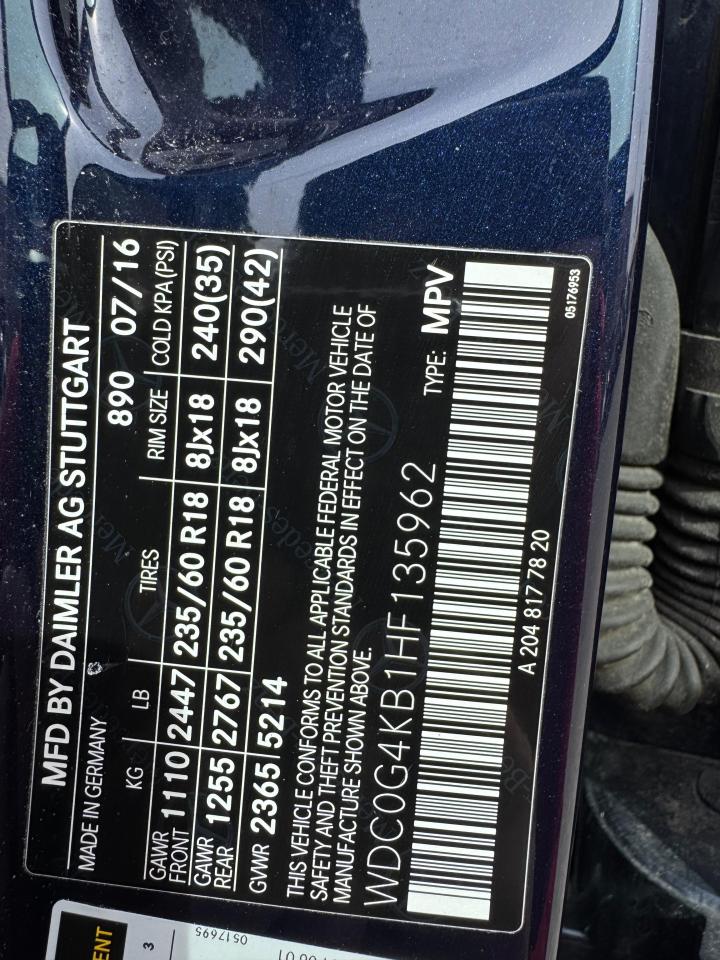 MFD BY DAIMLER AG STUTTGART
MADE IN GERMANY 890 07/16
KG LB TIRES RIM SIZE COLD KPA(PSI)
GAWR FRONT 1110 2447 235/60 R18 8Jx18 240(35)
GAWR REAR 1255 2767 235/60 R18 8Jx18 290(42)
GVWR 2365 5214
THIS VEHICLE CONFORMS TO ALL APPLICABLE FEDERAL MOTOR VEHICLE
SAFETY AND THEFT PREVENTION STANDARDS IN EFFECT ON THE DATE OF
MANUFACTURE SHOWN ABOVE.
WDC0G4KB1HF135962 TYPE: MPV
A 204 817 78 20
05176953
3
0517695